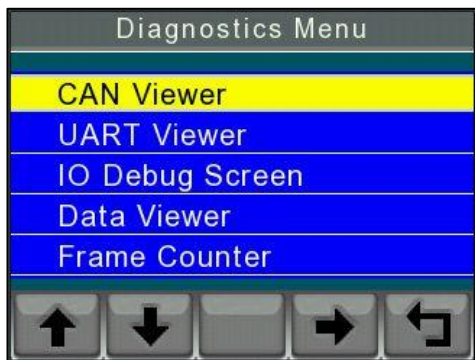 Diagnostics Menu
CAN Viewer
UART Viewer
IO Debug Screen
Data Viewer
Frame Counter